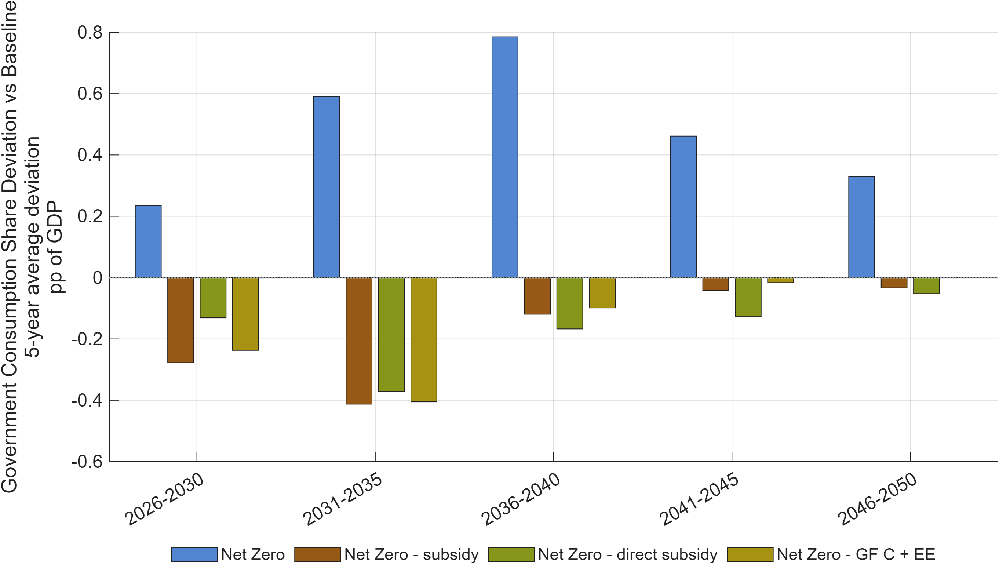 Government Consumption Share Deviation vs Baseline
5-year average deviation
pp of GDP
0.8
0.6
0.4
0.2
0
-0.2
-0.4
-0.6
2026-2030
2031-2035
2036-2040
2041-2045
2046-2050
Net Zero
Net Zero - subsidy
Net Zero - direct subsidy
Net Zero - GF C + EE